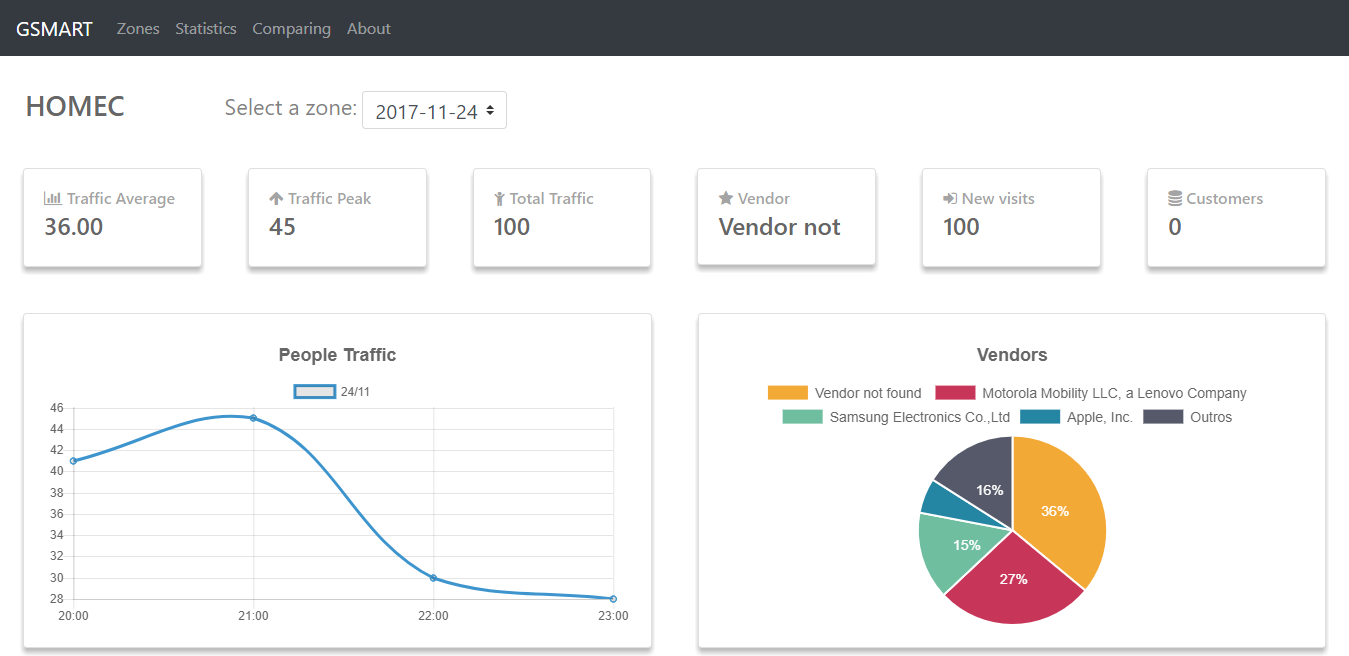 GSMART Zones Statistics Comparing About
HOMEC Select a zone: 2017-11-24
Traffic Average
36.00
Traffic Peak
45
Total Traffic
100
Vendor
Vendor not
New visits
100
Customers
0
People Traffic
24/11
46
44
42
40
38
36
34
32
30
28
20:00 21:00 22:00 23:00
Vendors
Vendor not found Motorola Mobility LLC, a Lenovo Company
Samsung Electronics Co.,Ltd Apple, Inc. Outros
16%
36%
15%
27%